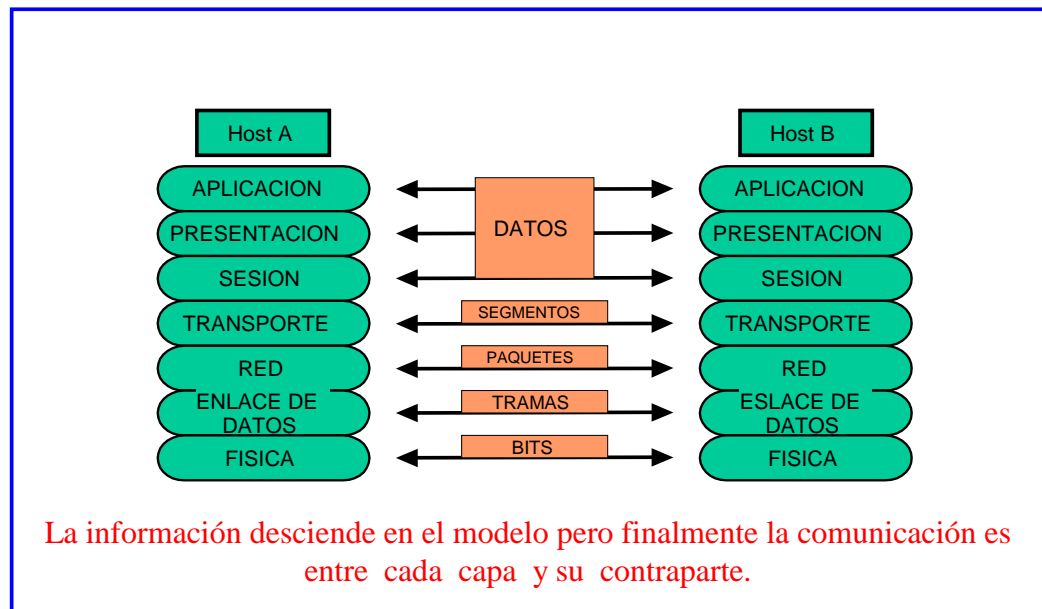 Host A
Host B
APLICACION
APLICACION
PRESENTACION
DATOS
PRESENTACION
SESION
SESION
TRANSPORTE
SEGMENTOS
TRANSPORTE
RED
PAQUETES
RED
ENLACE DE
DATOS
TRAMAS
ESLACE DE
DATOS
FISICA
BITS
FISICA
La información desciende en el modelo pero finalmente la comunicación es
entre cada capa y su contraparte.